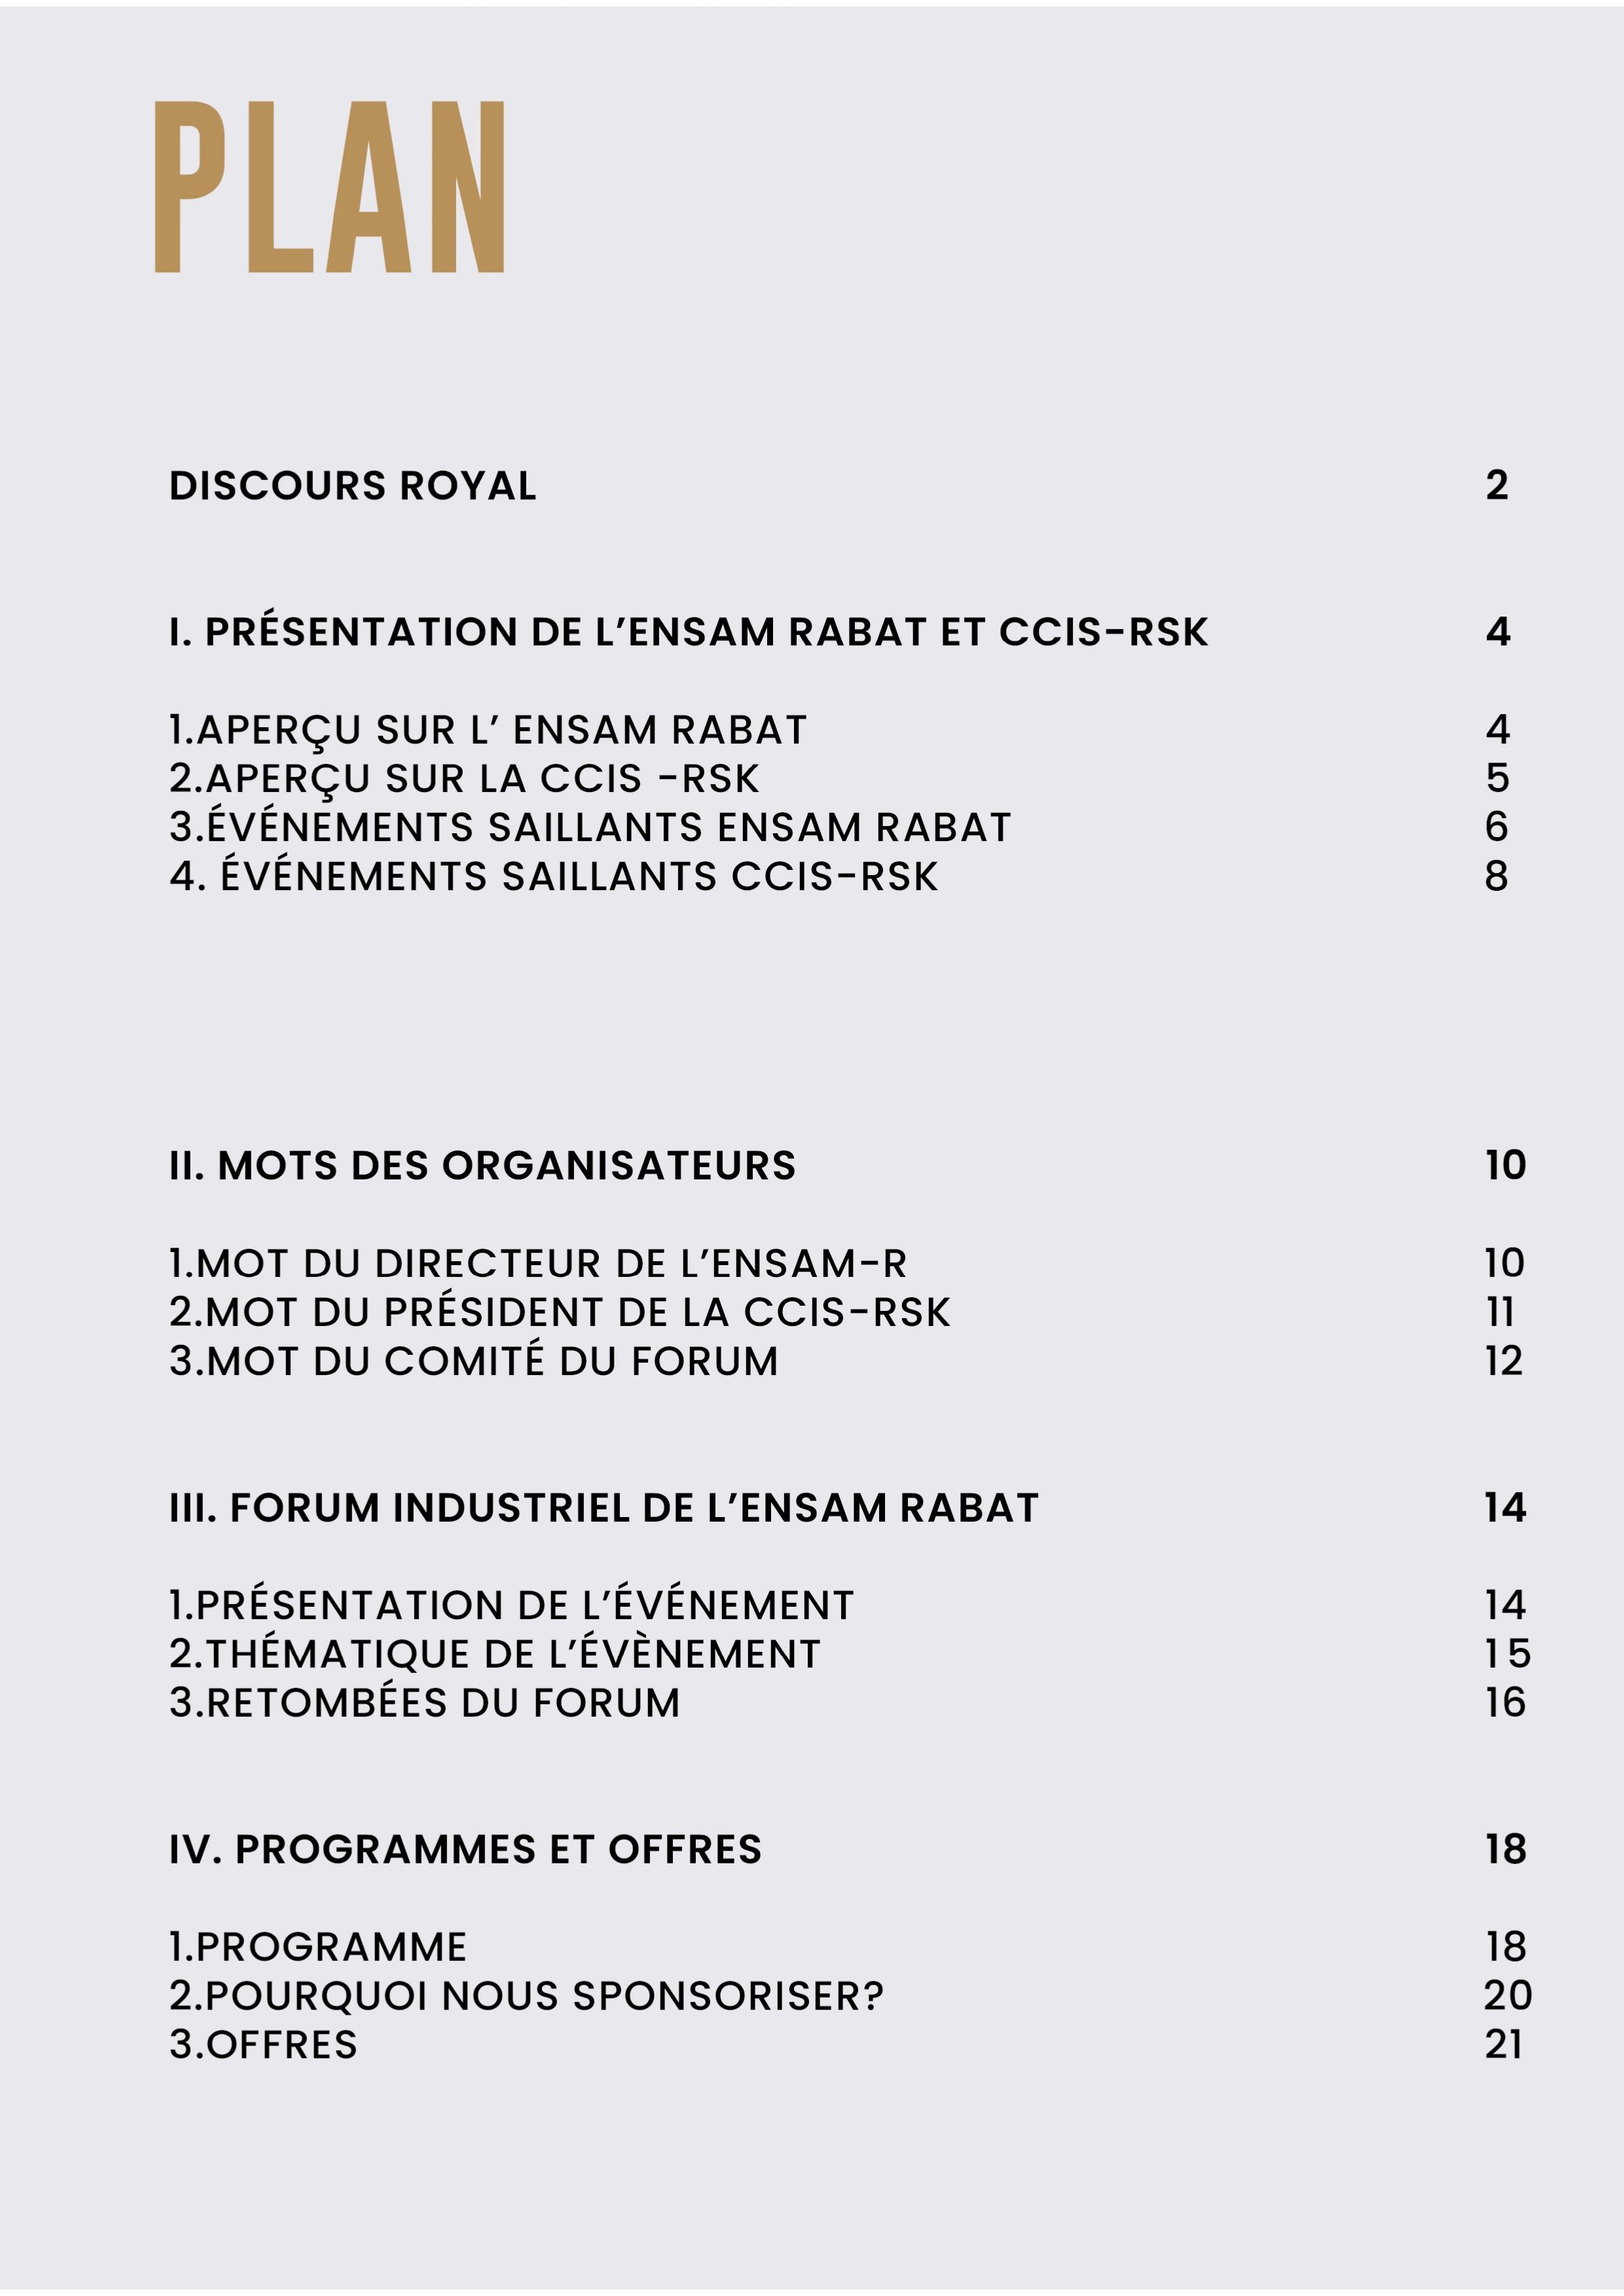 PLAN
DISCOURS ROYAL 2
I. PRÉSENTATION DE L’ENSAM RABAT ET CCIS-RSK 4
1.APERÇU SUR L’ ENSAM RABAT 4
2.APERÇU SUR LA CCIS -RSK 5
3.ÉVÉNEMENTS SAILLANTS ENSAM RABAT 6
4. ÉVÉNEMENTS SAILLANTS CCIS-RSK 8
II. MOTS DES ORGANISATEURS 10
1.MOT DU DIRECTEUR DE L’ENSAM-R 10
2.MOT DU PRÉSIDENT DE LA CCIS-RSK 11
3.MOT DU COMITÉ DU FORUM 12
III. FORUM INDUSTRIEL DE L’ENSAM RABAT 14
1.PRÉSENTATION DE L’ÉVÉNEMENT 14
2.THÉMATIQUE DE L’ÉVÈNEMENT 15
3.RETOMBÉES DU FORUM 16
IV. PROGRAMMES ET OFFRES 18
1.PROGRAMME 18
2.POURQUOI NOUS SPONSORISER? 20
3.OFFRES 21